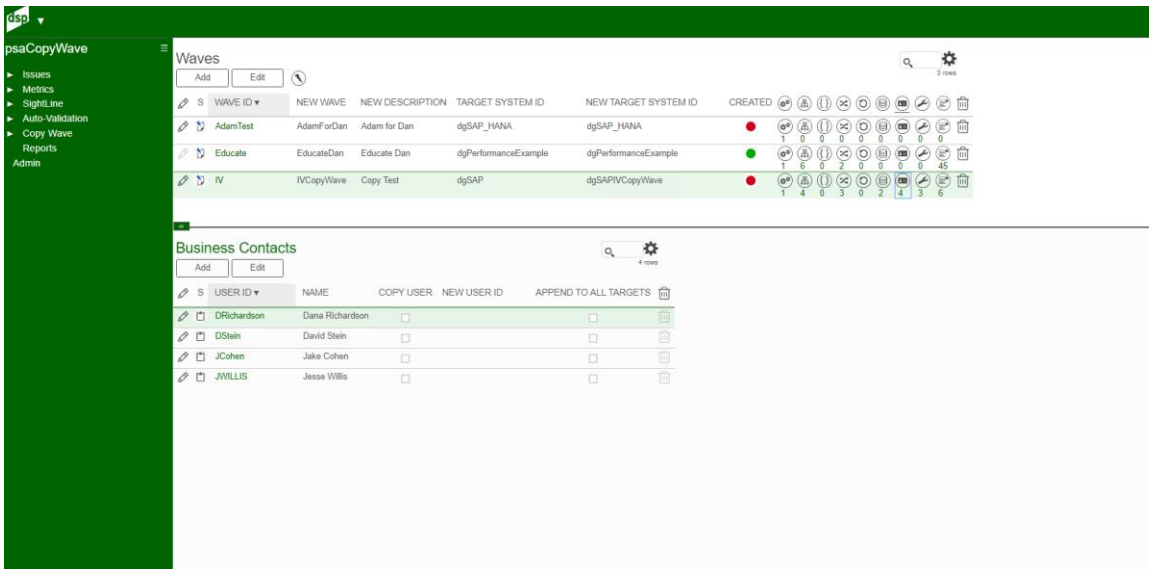 dsp
psaCopyWave
Issues
Metrics
SightLine
Auto-Validation
Copy Wave
Reports
Admin
Waves
3 rows
Add Edit
S WAVE ID NEW WAVE NEW DESCRIPTION TARGET SYSTEM ID NEW TARGET SYSTEM ID CREATED
AdamTest AdamForDan Adam for Dan dgSAP_HANA dgSAP_HANA
1 0 0 0 0 0 0 0 0
Educate EducateDan Educate Dan dgPerformanceExample dgPerformanceExample
1 6 0 2 0 0 0 0 45
IV IVCopyWave Copy Test dgSAP dgSAPIVCopyWave
1 4 0 3 0 2 4 3 6
Business Contacts
4 rows
Add Edit
S USER ID NAME COPY USER NEW USER ID APPEND TO ALL TARGETS
DRichardson Dana Richardson
DStein David Stein
JCohen Jake Cohen
JWILLIS Jesse Willis